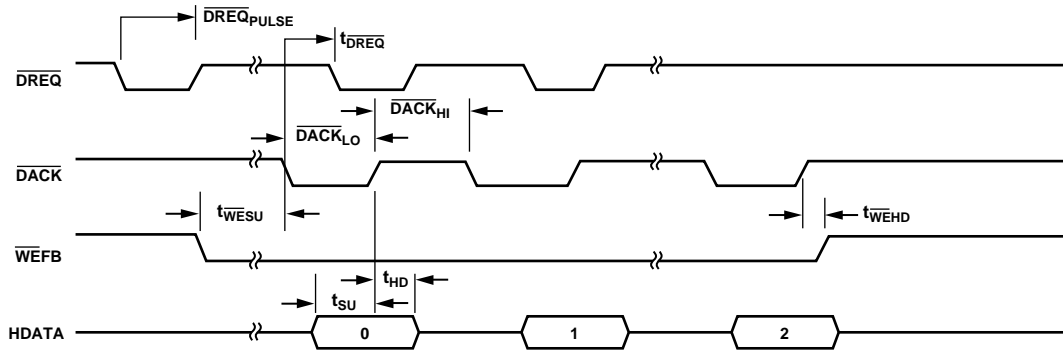 DREQPULSE
tDREQ
DREQ
DACKHI
DACKLO
DACK
tWESU
tWEHD
WEFB
tHD
tSU
HDATA
0
1
2